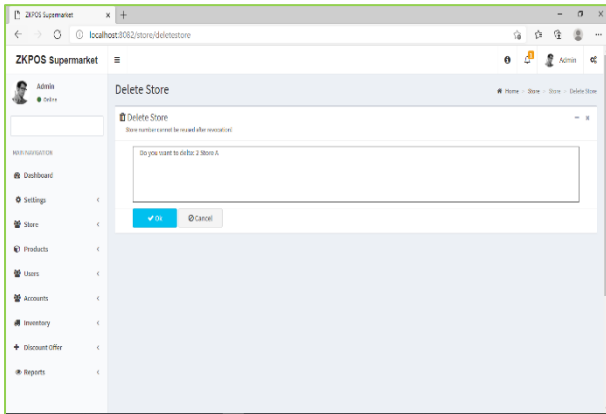 ZKPOS Supermarket
localhost:8082/store/deletestore
ZKPOS Supermarket
Admin
Admin
Online
Delete Store
Home > Store > Store > Delete Store
Delete Store
Store number cannot be reused after revocation!
Do you want to delte: 2 Store A
Ok
Cancel
MAIN NAVIGATION
Dashboard
Settings
Store
Products
Users
Accounts
Inventory
Discount Offer
Reports